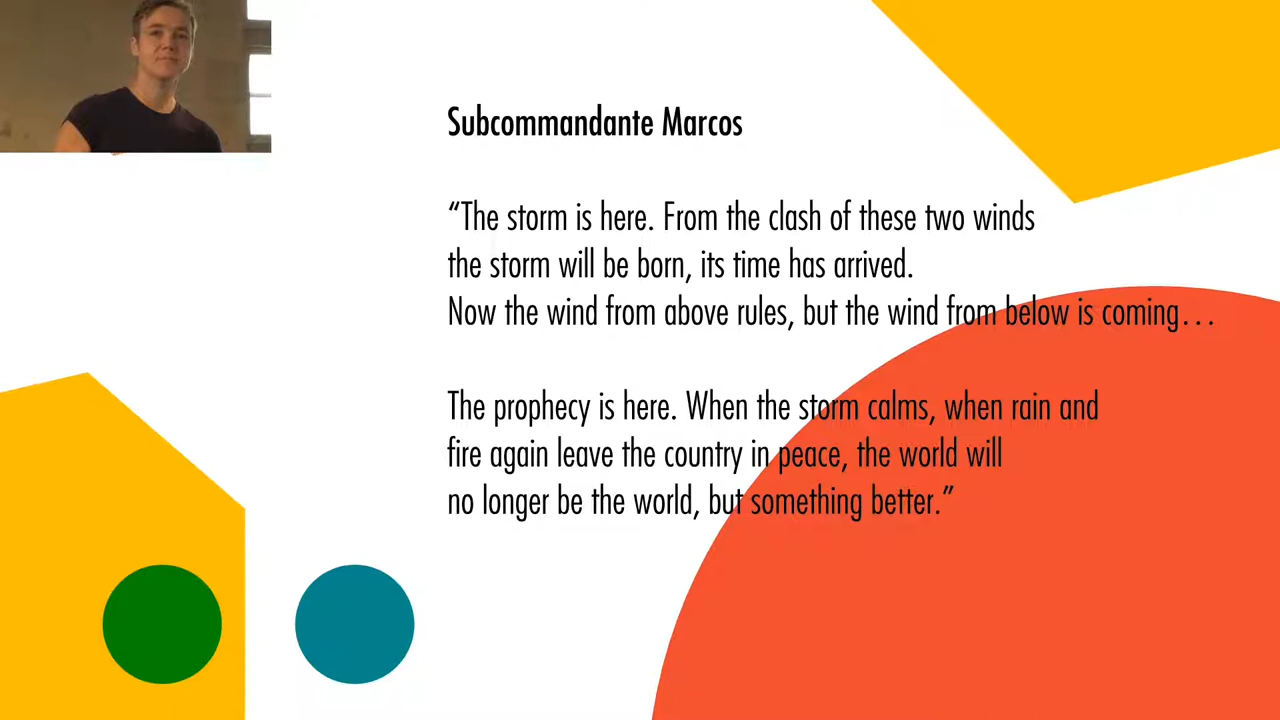 Subcommandante Marcos
“The storm is here. From the clash of these two winds
the storm will be born, its time has arrived.
Now the wind from above rules, but the wind from below is coming…
The prophecy is here. When the storm calms, when rain and
fire again leave the country in peace, the world will
no longer be the world, but something better.”